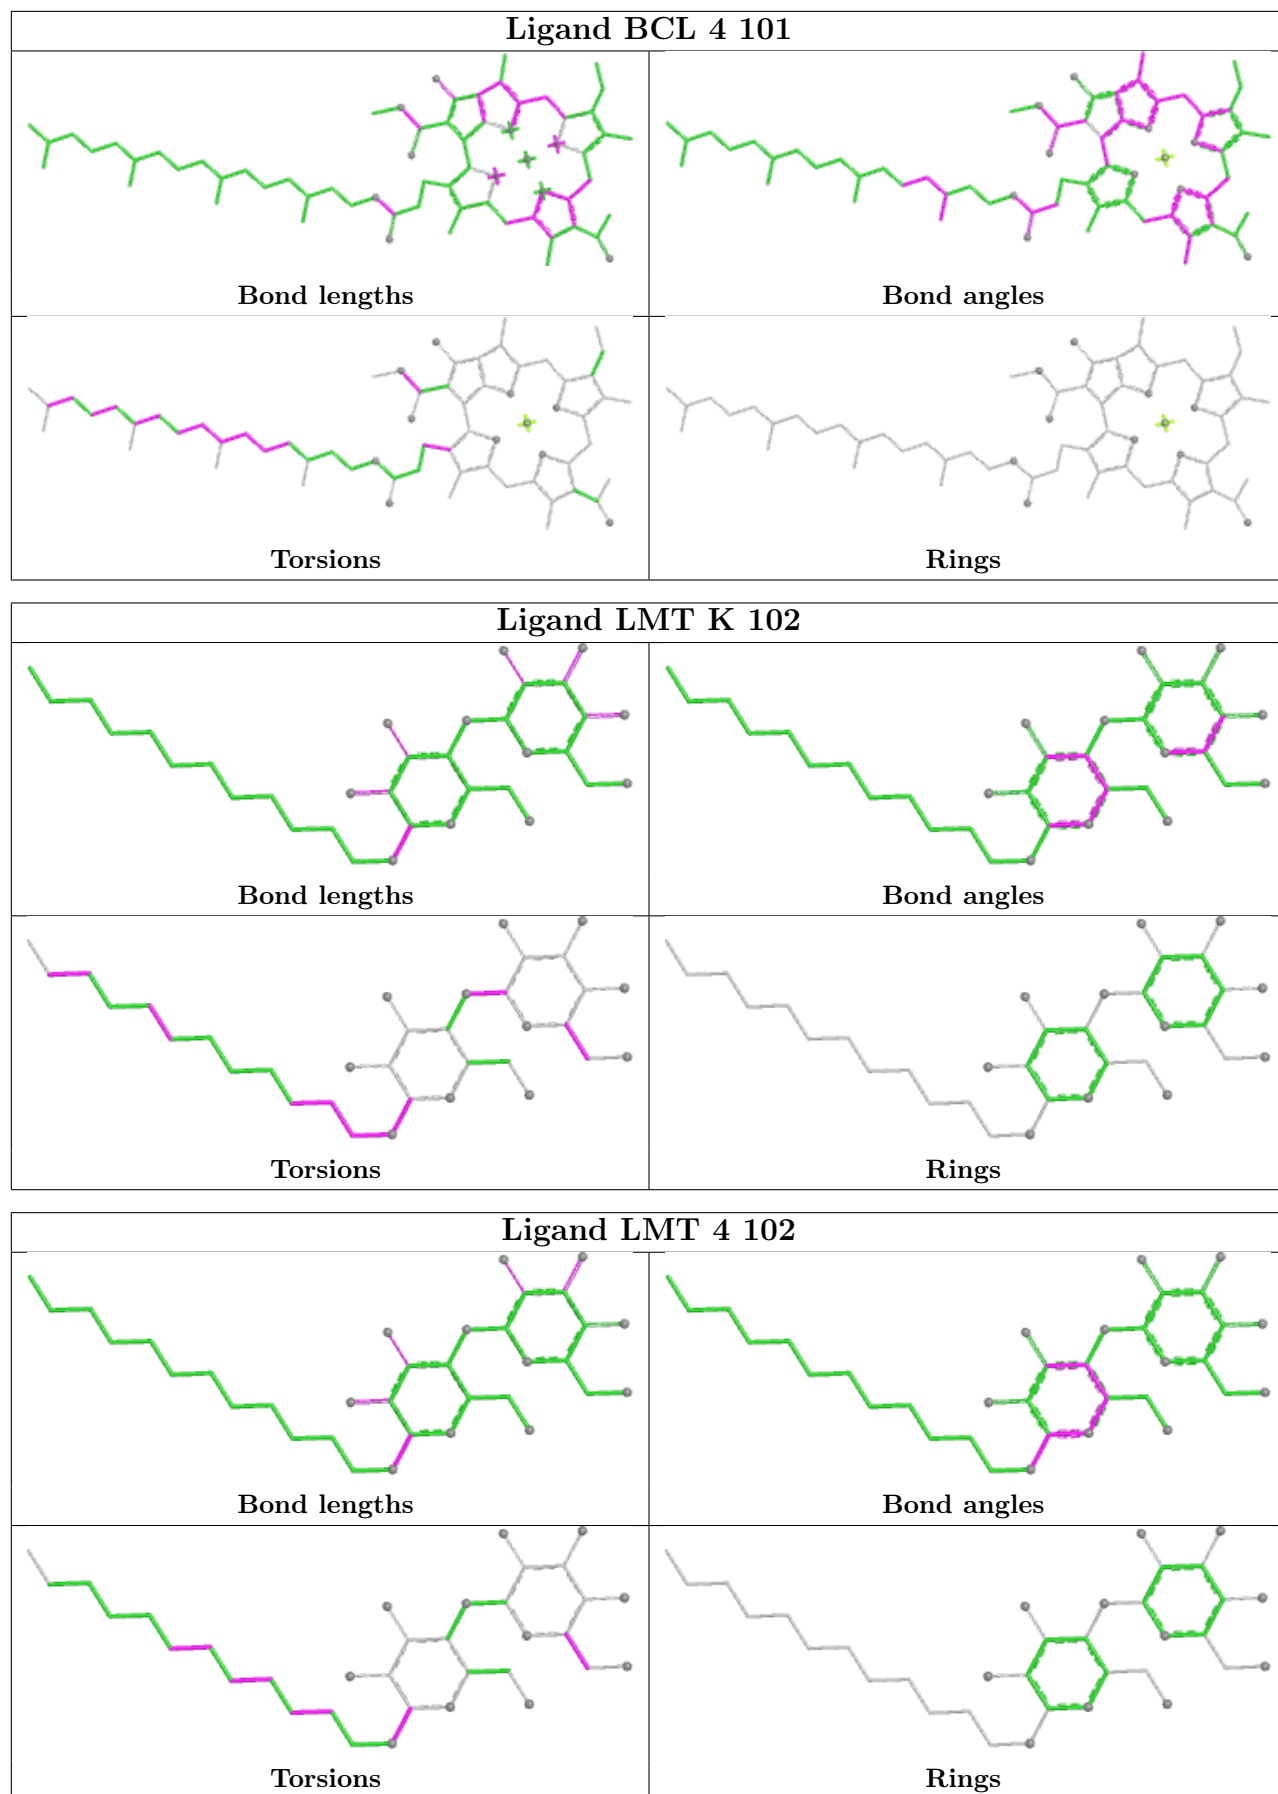 Ligand BCL 4 101
Bond lengths
Bond angles
Torsions
Rings
Ligand LMT K 102
Bond lengths
Bond angles
Torsions
Rings
Ligand LMT 4 102
Bond lengths
Bond angles
Torsions
Rings